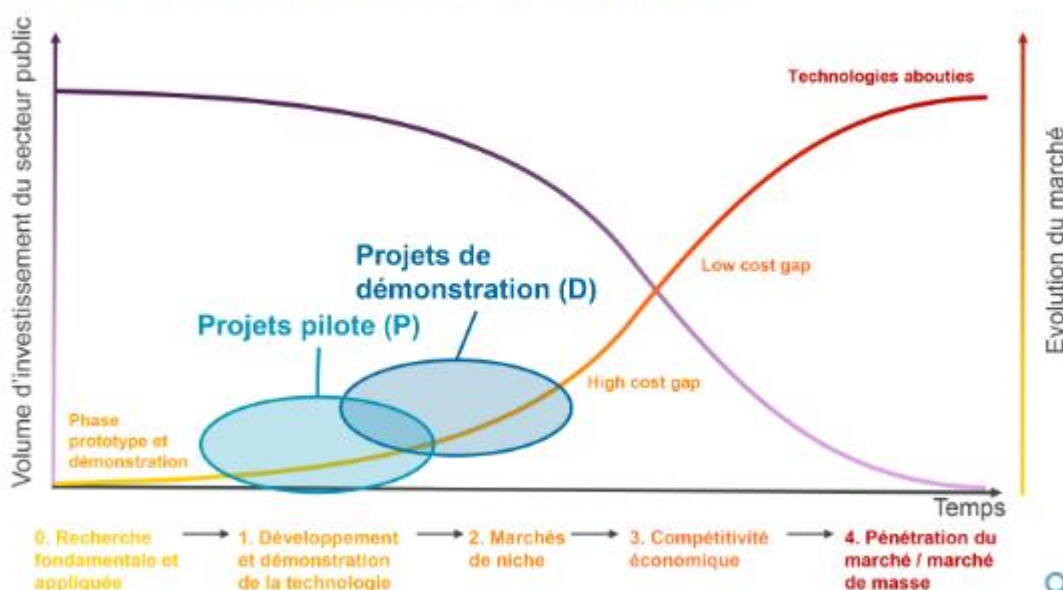 Volume d'investissement du secteur public
Technologies abouties
Evolution du marché
Projets de
démonstration (D)
Low cost gap
Projets pilote (P)
High cost gap
Phase
prototype et
démonstration
Temps
0. Recherche
fondamentale et
appliquée
1. Développement
et démonstration
de la technologie
2. Marchés
de niche
3. Compétitivité
économique
4. Pénétration du
marché / marché
de masse